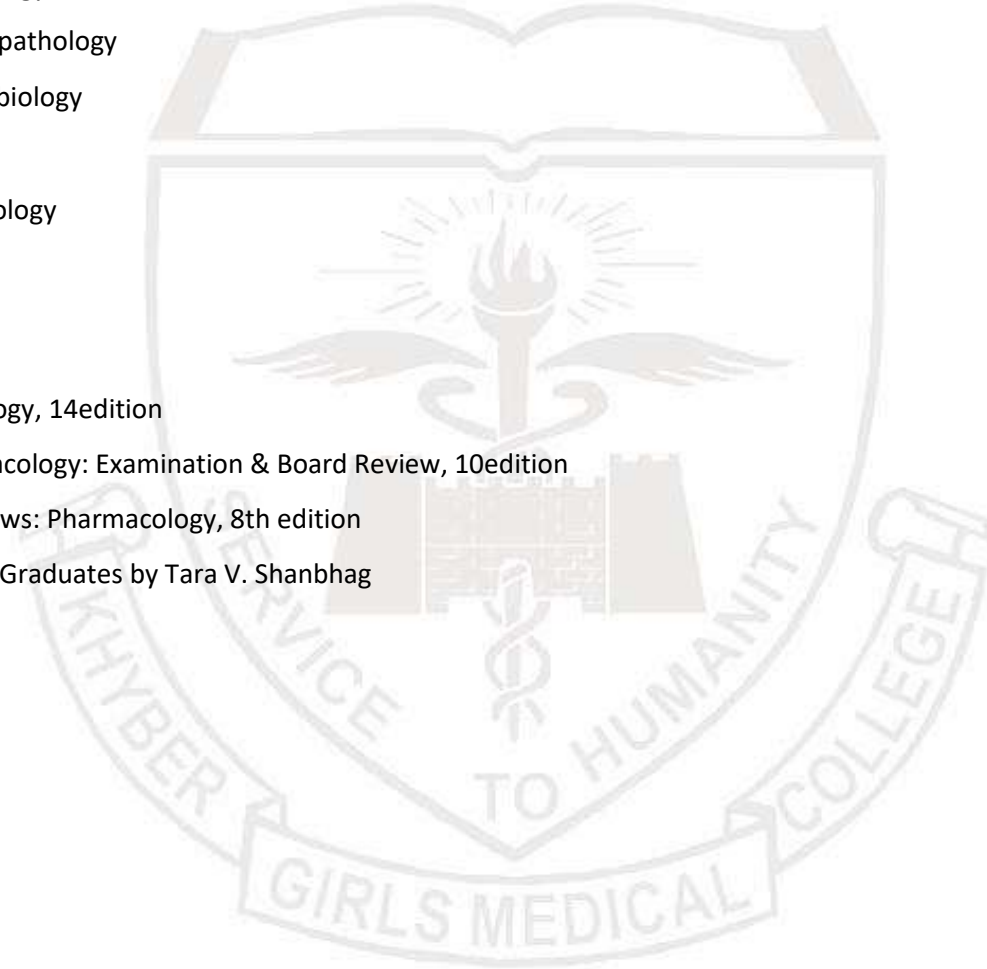 pathology
biology
ology
ogy, 14edition
acology: Examination & Board Review, 10edition
ws: Pharmacology, 8th edition
Graduates by Tara V. Shanbhag
SERVICE
TO HUMANITY
KHYBER
GIRLS MEDICAL
COLLEGE